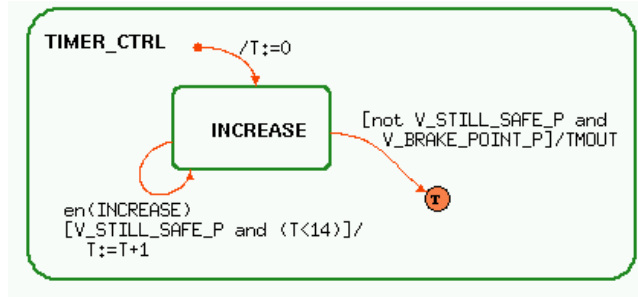 TIMER_CTRL
/T:=0
INCREASE
[not V_STILL_SAFE_P and
V_BRAKE_POINT_P]/TMOUT
T
en(INCREASE)
[V_STILL_SAFE_P and (T<14)]/
T:=T+1